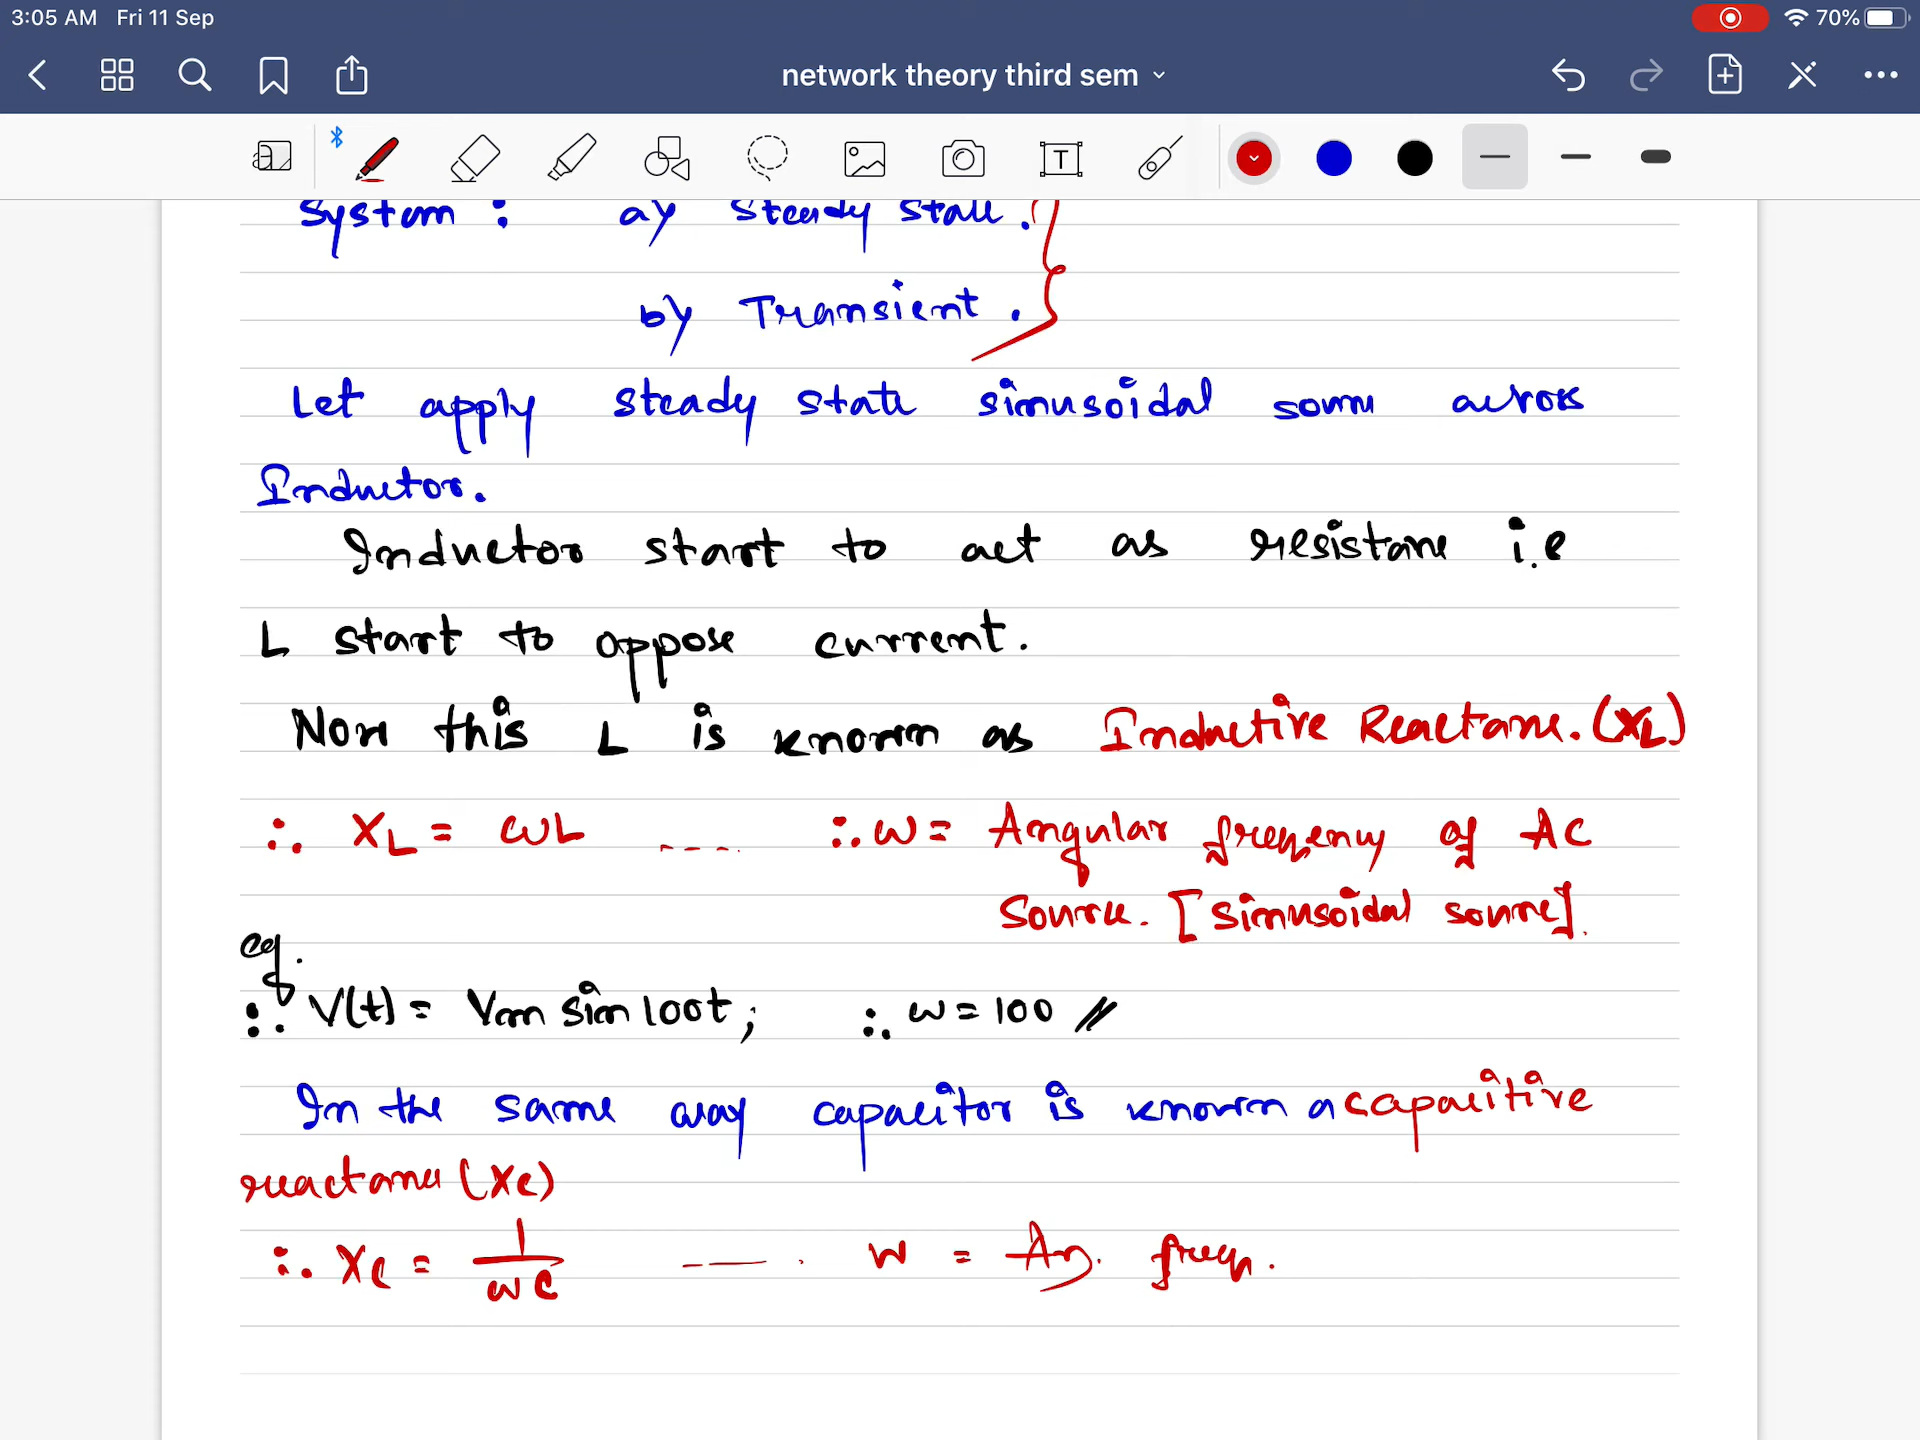 3:05 AM Fri 11 Sep 70%
network theory third sem
System : a) Steady State.
b) Transient.
Let apply steady state sinusoidal source across
Inductor.
Inductor start to act as resistance i.e
L start to oppose current.
Now this L is known as Inductive Reactance. (XL)
∴ XL = ωL ---- ∴ ω = Angular frequency of AC
Source. [sinusoidal source].
eg.
∴ V(t) = Vm sin 100t; ∴ ω = 100 //
In the same way capacitor is known a capacitive
reactance (Xc)
∴ Xc = 1/ωC ---- . W = Ang. freq.